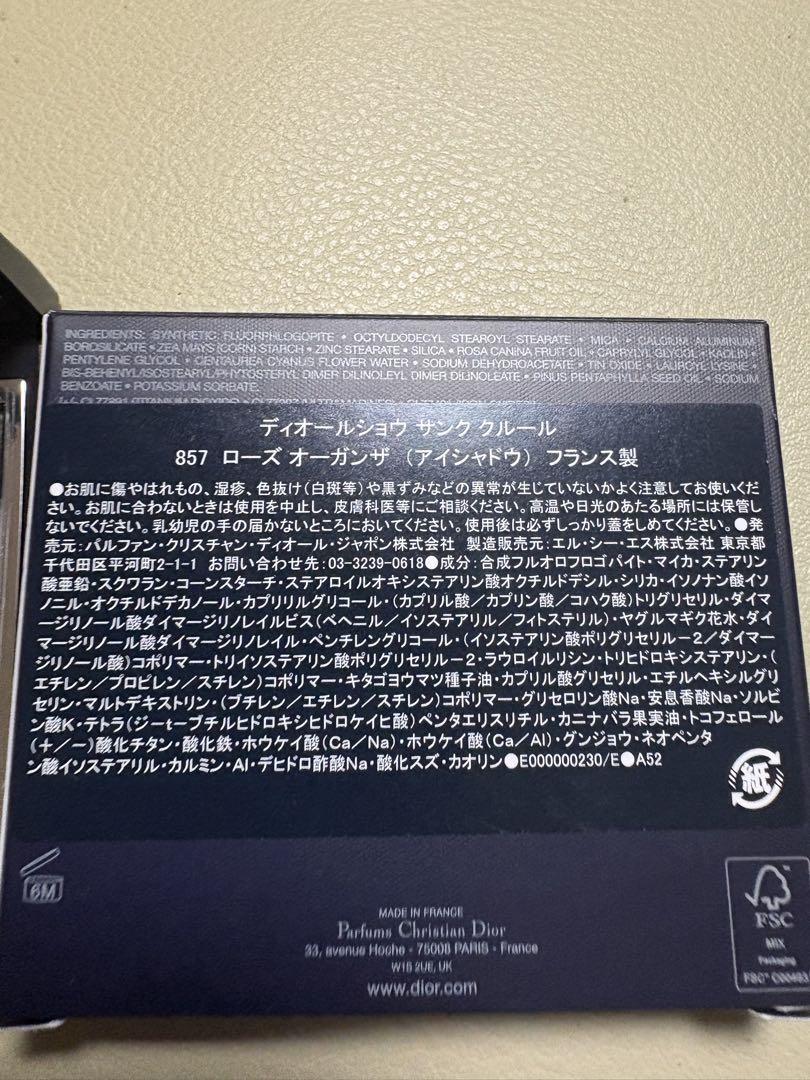 INGREDIENTS: SYNTHETIC FLUORPHLOGOPITE • OCTYLDODECYL STEAROYL STEARATE • MICA • CALCIUM ALUMINUM
BOROSILICATE • ZEA MAYS (CORN) STARCH • ZINC STEARATE • SILICA • ROSA CANINA FRUIT OIL • CAPRYLYL GLYCOL • KAOLIN •
PENTYLENE GLYCOL • CENTAUREA CYANUS FLOWER WATER • SODIUM DEHYDROACETATE • TIN OXIDE • LAUROYL LYSINE •
BIS-BEHENYL/ISOSTEARYL/PHYTOSTERYL DIMER DILINOLEYL DIMER DILINOLEATE • PINUS PENTAPHYLLA SEED OIL • SODIUM
BENZOATE • POTASSIUM SORBATE.
ディオールショウ サンク クルール
857 ローズ オーガンザ (アイシャドウ) フランス製
●お肌に傷やはれもの、湿疹、色抜け(白斑等)や黒ずみなどの異常が生じていないかよく注意してお使いくだ
さい。お肌に合わないときは使用を中止し、皮膚科医等にご相談ください。高温や日光のあたる場所には保管し
ないでください。乳幼児の手の届かないところにおいてください。使用後は必ずしっかり蓋をしめてください。●発
売元:パルファン・クリスチャン・ディオール・ジャポン株式会社 製造販売元:エル・シー・エス株式会社 東京都
千代田区平河町2-1-1 お問い合わせ先:03-3239-0618●成分:合成フルオロフロゴパイト・マイカ・ステアリン
酸亜鉛・スクワラン・コーンスターチ・ステアロイルオキシステアリン酸オクチルドデシル・シリカ・イソノナン酸イソ
ノニル・オクチルドデカノール・カプリリルグリコール・(カプリル酸/カプリン酸/コハク酸)トリグリセリル・ダイマ
ージリノール酸ダイマージリノレイルビス(ベヘニル/イソステアリル/フィトステリル)・ヤグルマギク花水・ダイ
マージリノール酸ダイマージリノレイル・ペンチレングリコール・(イソステアリン酸ポリグリセリル-2/ダイマー
ジリノール酸)コポリマー・トリイソステアリン酸ポリグリセリル-2・ラウロイルリシン・トリヒドロキシステアリン・(
エチレン/プロピレン/スチレン)コポリマー・キタゴヨウマツ種子油・カプリル酸グリセリル・エチルヘキシルグリ
セリン・マルトデキストリン・(ブチレン/エチレン/スチレン)コポリマー・グリセロリン酸Na・安息香酸Na・ソルビ
ン酸K・テトラ(ジ-t-ブチルヒドロキシヒドロケイヒ酸)ペンタエリスリチル・カニナバラ果実油・トコフェロール
(+/-)酸化チタン・酸化鉄・ホウケイ酸(Ca/Na)・ホウケイ酸(Ca/Al)・グンジョウ・ネオペンタ
ン酸イソステアリル・カルミン・Al・デヒドロ酢酸Na・酸化スズ・カオリン●E000000230/E●A52
紙
6M
MADE IN FRANCE
Parfums Christian Dior
33, avenue Hoche - 75008 PARIS - France
W1B 2UE, UK
www.dior.com
FSC
MIX
Packaging